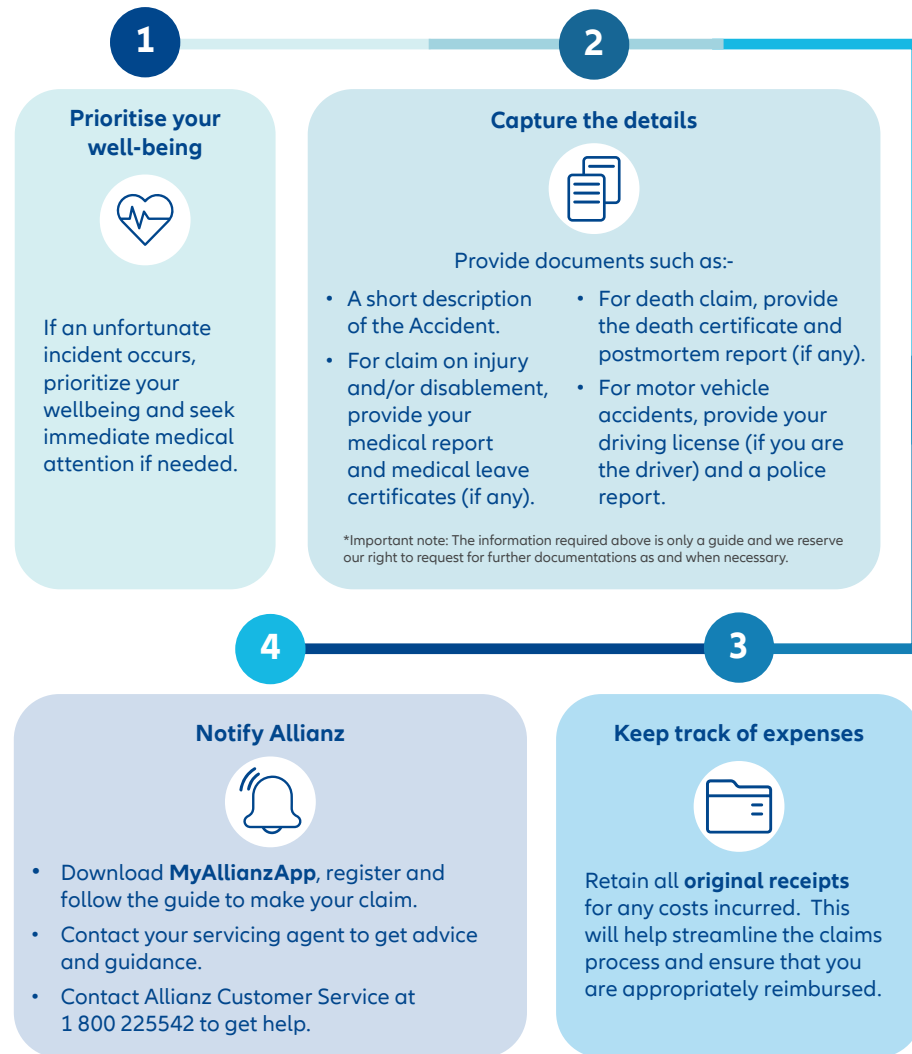 1
Prioritise your
well-being
If an unfortunate
incident occurs,
prioritize your
wellbeing and seek
immediate medical
attention if needed.
2
Capture the details
Provide documents such as:-
• A short description
of the Accident.
• For claim on injury
and/or disablement,
provide your
medical report
and medical leave
certificates (if any).
• For death claim, provide
the death certificate and
postmortem report (if any).
• For motor vehicle
accidents, provide your
driving license (if you are
the driver) and a police
report.
*Important note: The information required above is only a guide and we reserve
our right to request for further documentations as and when necessary.
3
Keep track of expenses
Retain all original receipts
for any costs incurred.  This
will help streamline the claims
process and ensure that you
are appropriately reimbursed.
4
Notify Allianz
• Download MyAllianzApp, register and
follow the guide to make your claim.
• Contact your servicing agent to get advice
and guidance.
• Contact Allianz Customer Service at
1 800 225542 to get help.